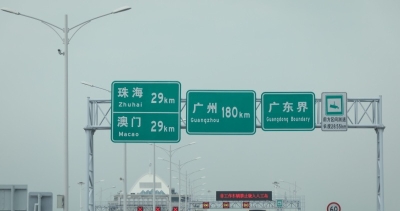 珠海 29km
Zhuhai
澳门 29km
Macao
广州 180km
Guangzhou
广东界
Guangdong Boundary
60